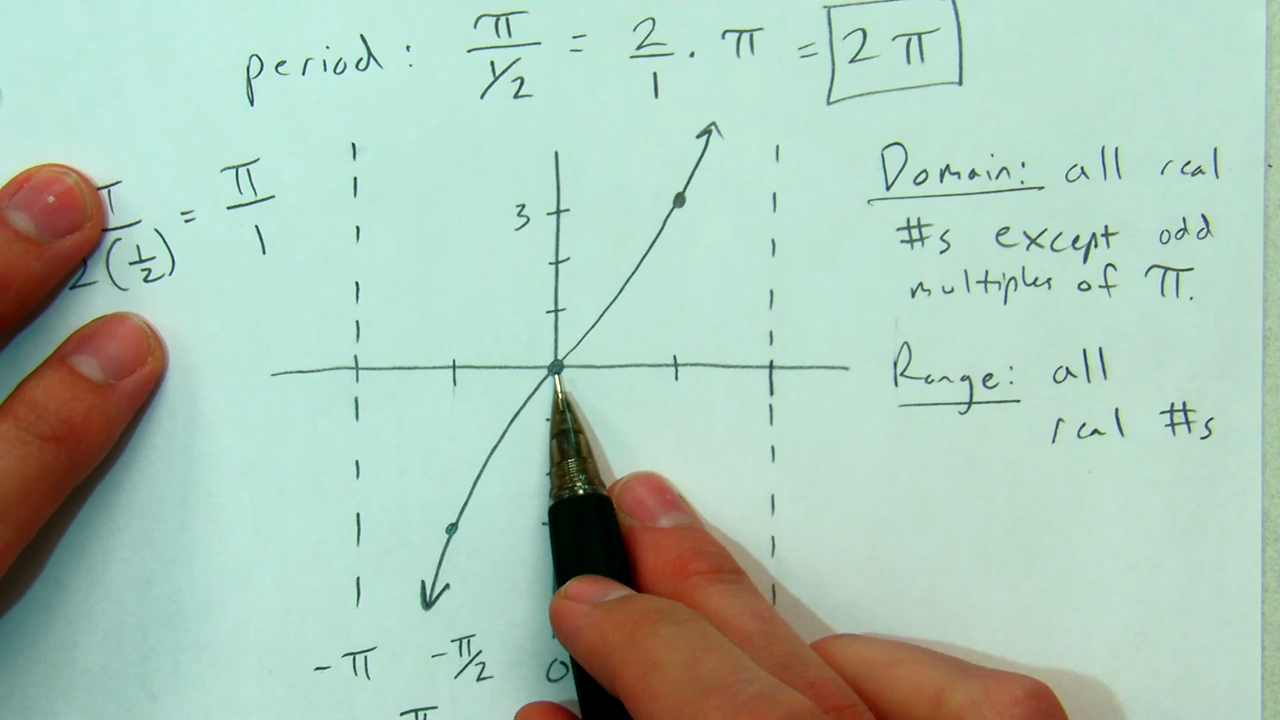 period: π/1/2 = 2/1 · π = 2π
π/2(1/2) = π/1
3
Domain: all real
#s except odd
multiples of π.
Range: all
real #s
-π -π/2 0
π